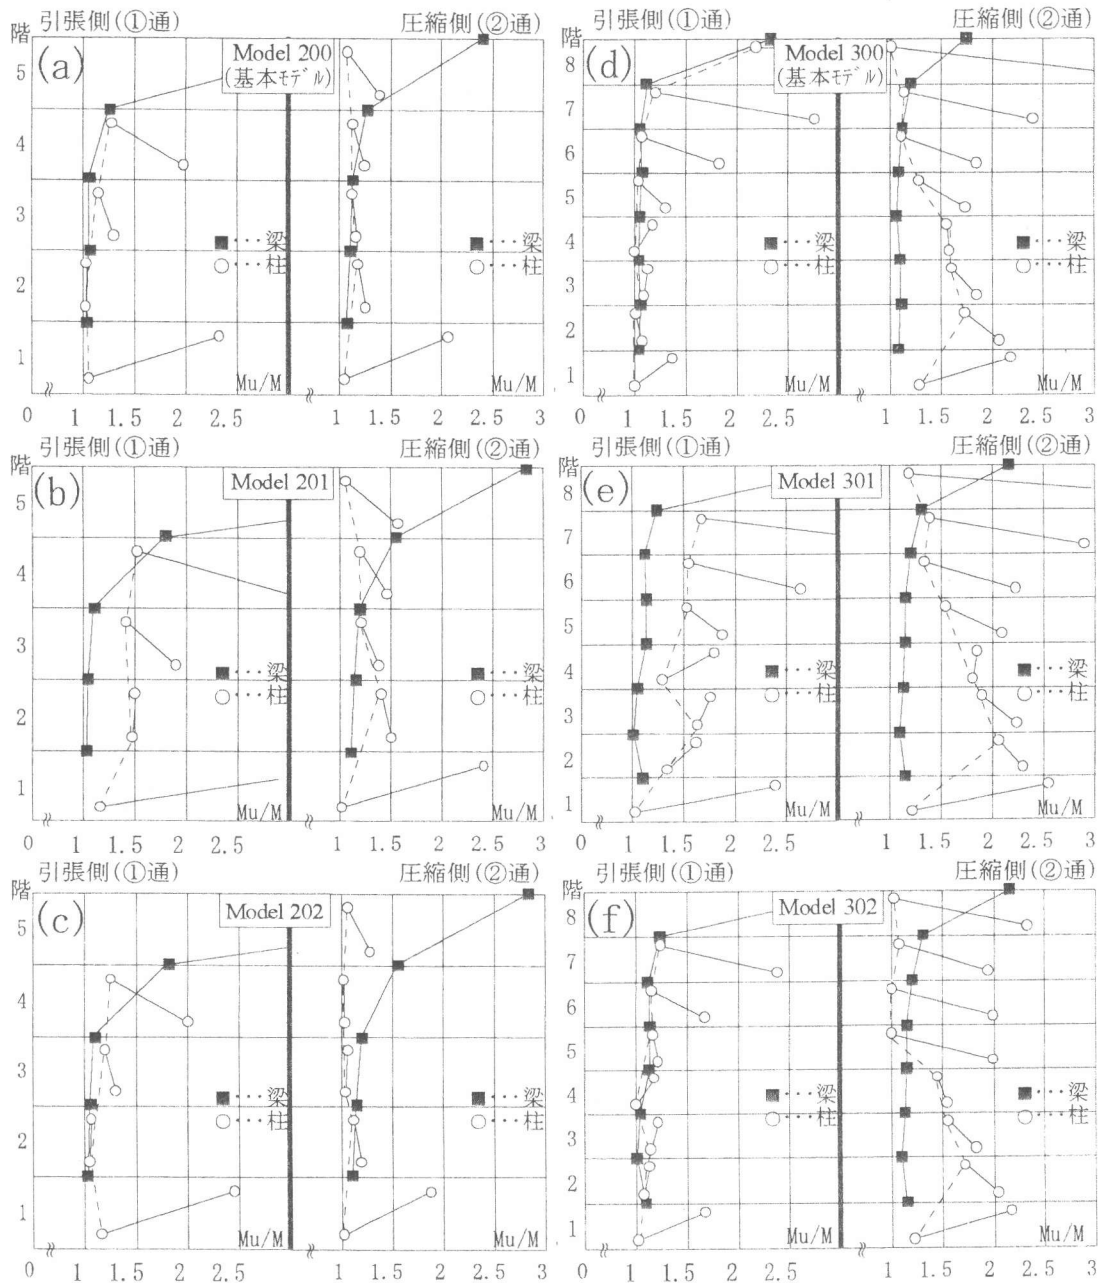 引張側(①通)
圧縮側(②通)
階
(a)
Model 200
(基本モデル)
5
4
3
2
1
■・・・梁
○・・・柱
■・・・梁
○・・・柱
Mu/M
Mu/M
0 1 1.5 2 2.5
1 1.5 2 2.5 3
引張側(①通)
圧縮側(②通)
階
(d)
Model 300
(基本モデル)
8
7
6
5
4
3
2
1
■・・・梁
○・・・柱
■・・・梁
○・・・柱
Mu/M
Mu/M
0 1 1.5 2 2.5
1 1.5 2 2.5 3
引張側(①通)
圧縮側(②通)
階
(b)
Model 201
5
4
3
2
1
■・・・梁
○・・・柱
■・・・梁
○・・・柱
Mu/M
Mu/M
0 1 1.5 2 2.5
1 1.5 2 2.5 3
引張側(①通)
圧縮側(②通)
階
(e)
Model 301
8
7
6
5
4
3
2
1
■・・・梁
○・・・柱
■・・・梁
○・・・柱
Mu/M
Mu/M
0 1 1.5 2 2.5
1 1.5 2 2.5 3
引張側(①通)
圧縮側(②通)
階
(c)
Model 202
5
4
3
2
1
■・・・梁
○・・・柱
■・・・梁
○・・・柱
Mu/M
Mu/M
0 1 1.5 2 2.5
1 1.5 2 2.5 3
引張側(①通)
圧縮側(②通)
階
(f)
Model 302
8
7
6
5
4
3
2
1
■・・・梁
○・・・柱
■・・・梁
○・・・柱
Mu/M
Mu/M
0 1 1.5 2 2.5
1 1.5 2 2.5 3